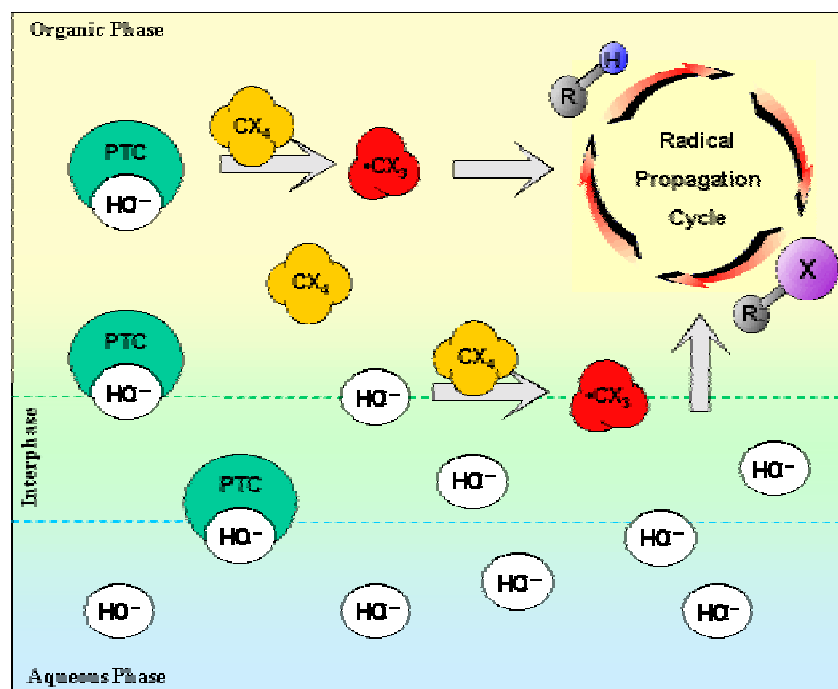 Organic Phase
H
R
CX₄
PTC
HO⁻
•CX₃
Radical
Propagation
Cycle
X
R
CX₄
PTC
HO⁻
CX₄
HO⁻
•CX₃
Interphase
PTC
HO⁻
HO⁻
HO⁻
HO⁻
HO⁻
HO⁻
HO⁻
HO⁻
Aqueous Phase